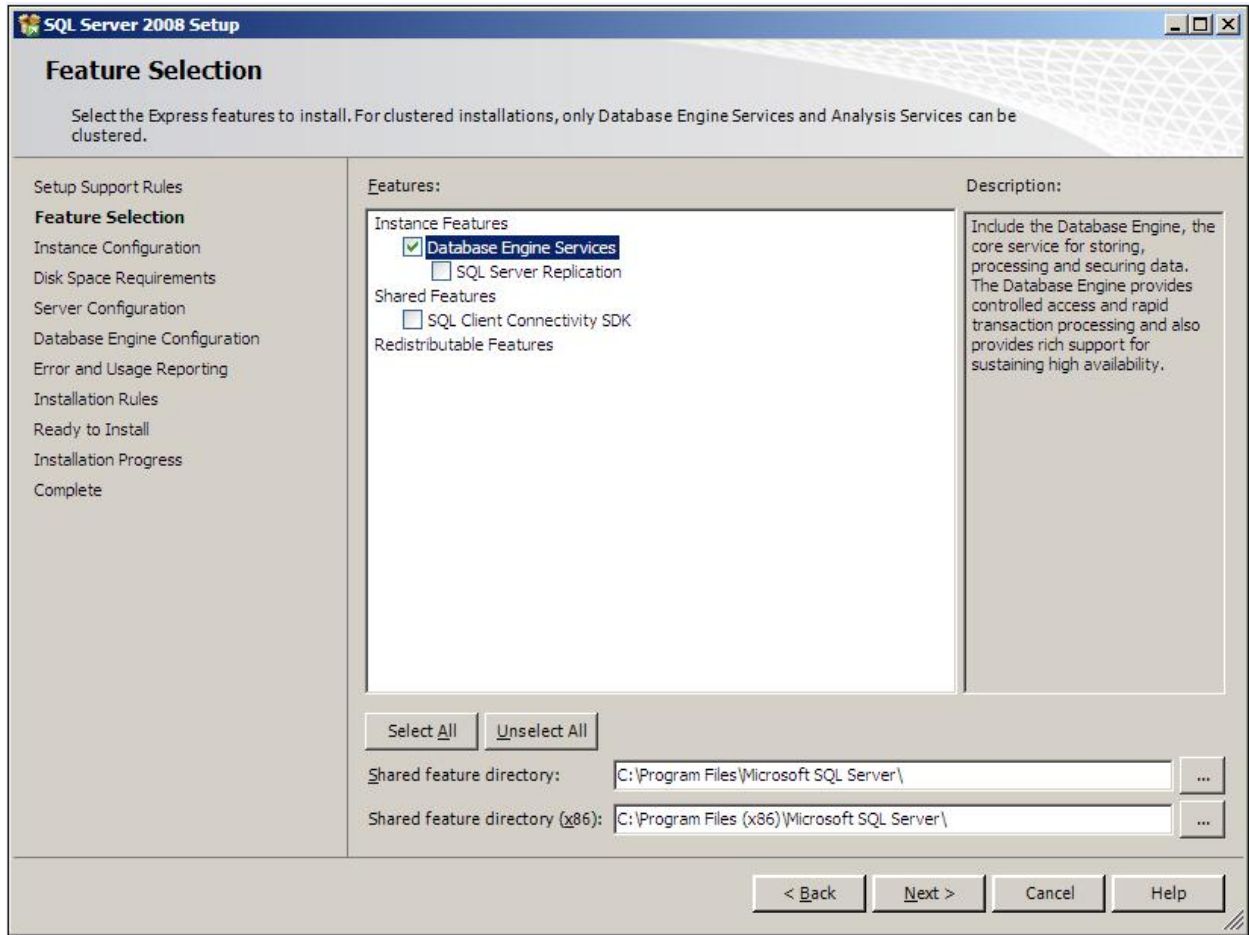 SQL Server 2008 Setup
Feature Selection
Select the Express features to install. For clustered installations, only Database Engine Services and Analysis Services can be
clustered.
Setup Support Rules
Feature Selection
Instance Configuration
Disk Space Requirements
Server Configuration
Database Engine Configuration
Error and Usage Reporting
Installation Rules
Ready to Install
Installation Progress
Complete
Features:
Instance Features
Database Engine Services
SQL Server Replication
Shared Features
SQL Client Connectivity SDK
Redistributable Features
Description:
Include the Database Engine, the
core service for storing,
processing and securing data.
The Database Engine provides
controlled access and rapid
transaction processing and also
provides rich support for
sustaining high availability.
Select All
Unselect All
Shared feature directory:
C:\Program Files\Microsoft SQL Server\
...
Shared feature directory (x86):
C:\Program Files (x86)\Microsoft SQL Server\
...
< Back
Next >
Cancel
Help